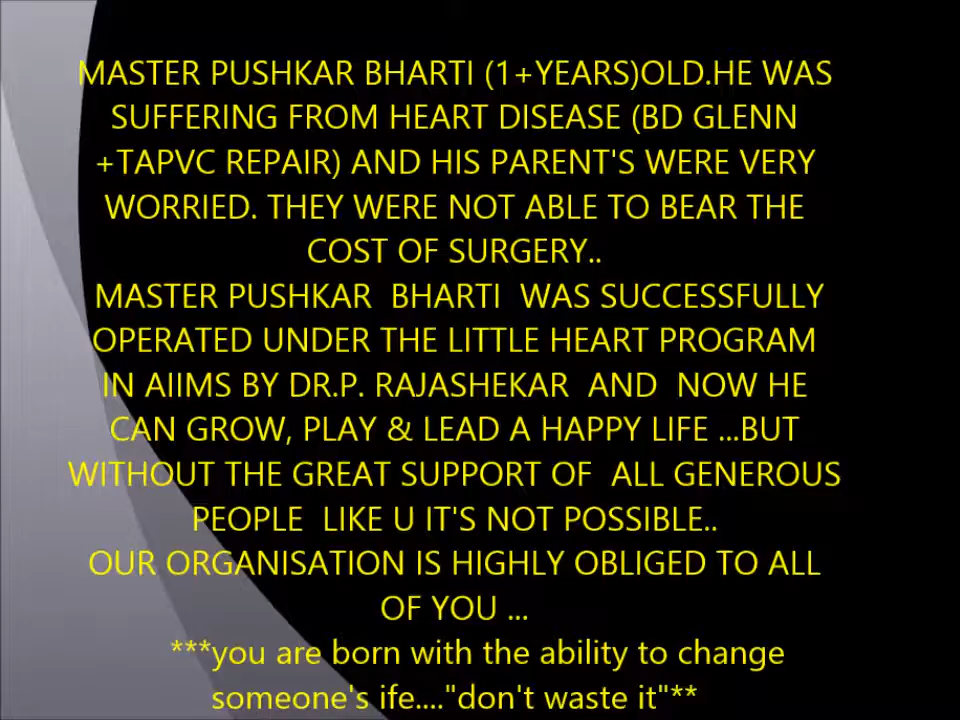 MASTER PUSHKAR BHARTI (1+YEARS)OLD.HE WAS
SUFFERING FROM HEART DISEASE (BD GLENN
+TAPVC REPAIR) AND HIS PARENT'S WERE VERY
WORRIED. THEY WERE NOT ABLE TO BEAR THE
COST OF SURGERY..
MASTER PUSHKAR  BHARTI  WAS SUCCESSFULLY
OPERATED UNDER THE LITTLE HEART PROGRAM
IN AIIMS BY DR.P. RAJASHEKAR  AND  NOW HE
CAN GROW, PLAY & LEAD A HAPPY LIFE ...BUT
WITHOUT THE GREAT SUPPORT OF  ALL GENEROUS
PEOPLE  LIKE U IT'S NOT POSSIBLE..
OUR ORGANISATION IS HIGHLY OBLIGED TO ALL
OF YOU ...
***you are born with the ability to change
someone's ife...."don't waste it"**